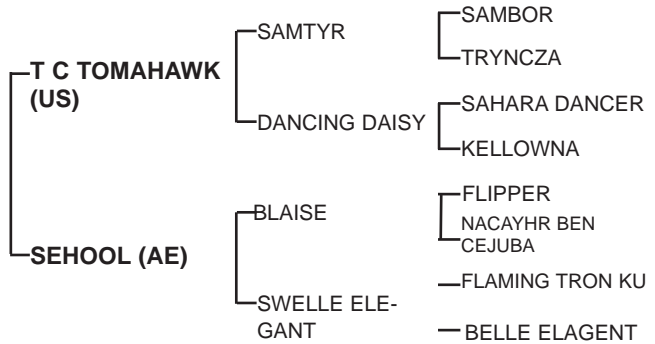 SAMBOR
SAMTYR
TRYNCZA
T C TOMAHAWK
(US)
SAHARA DANCER
DANCING DAISY
KELLOWNA
FLIPPER
BLAISE
NACAYHR BEN
CEJUBA
SEHOOL (AE)
FLAMING TRON KU
SWELLE ELE-
GANT
BELLE ELAGENT